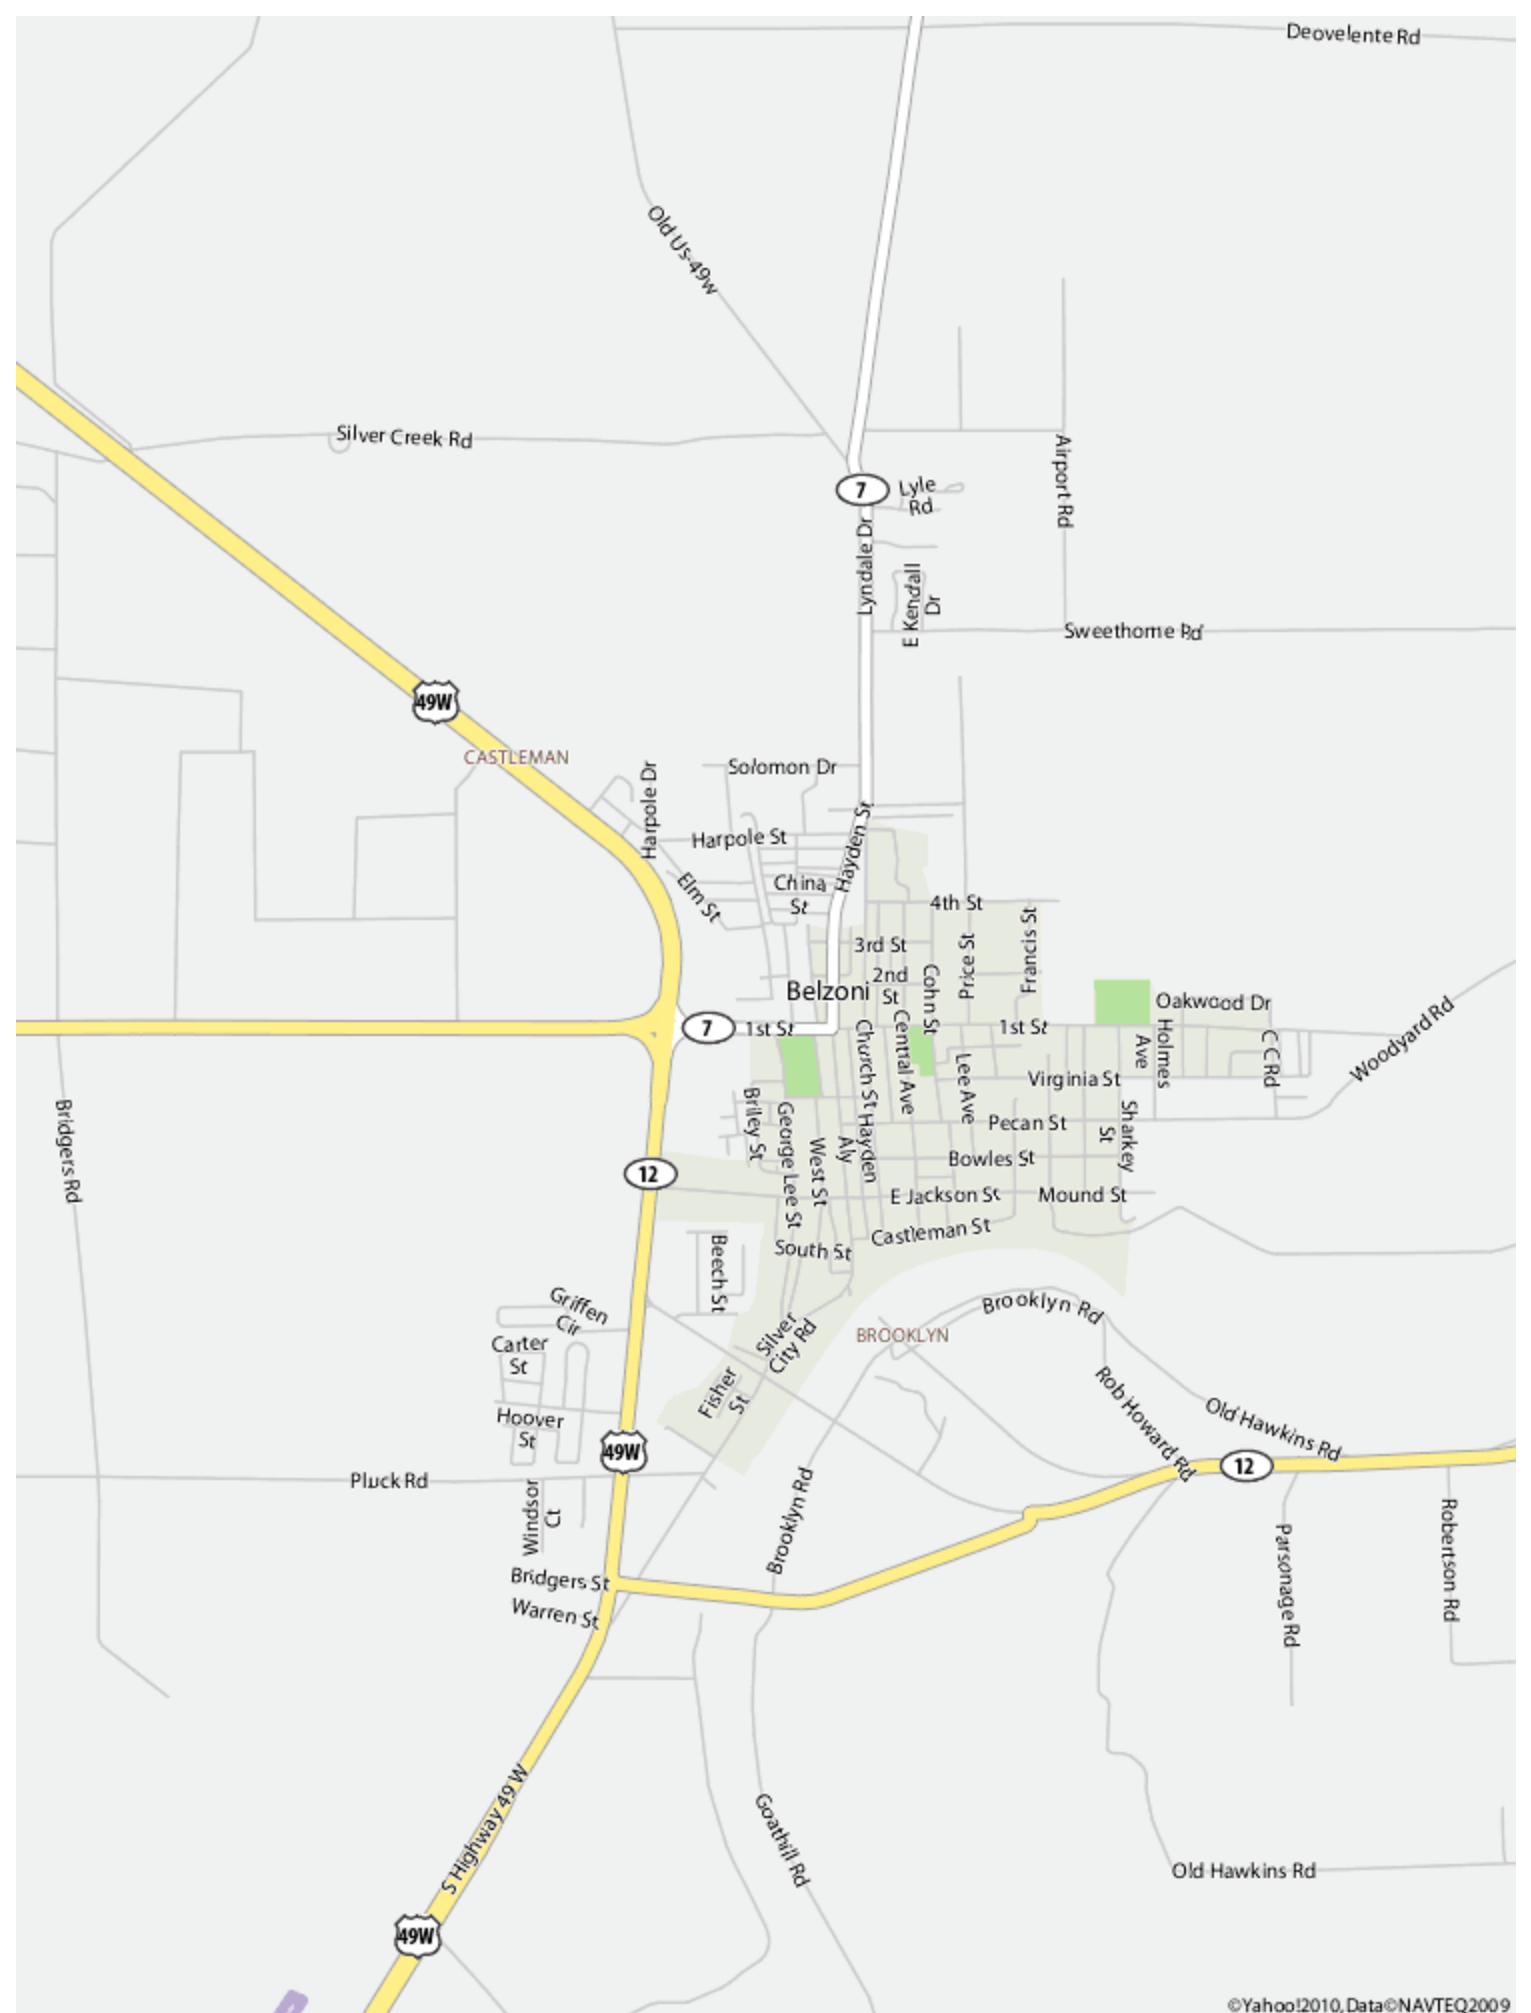 Deovelente Rd
Old Us-49w
Silver Creek Rd
Airport Rd
7
Lyle
Rd
Lyndale Dr
E Kendall
Dr
Sweethome Rd
49W
CASTLEMAN
Solomon Dr
Harpole Dr
Hayden St
Harpole St
China
St
Elm St
4th St
Francis St
Price St
3rd St
2nd
St
Cohn St
Belzoni
Oakwood Dr
7
1st St
1st St
Woodyard Rd
Church St
Central Ave
Lee Ave
Holmes
Ave
C C Rd
Virginia St
Briley St
George Lee St
Pecan St
Sharkey
St
Bridgers Rd
West St
Hayden
Aly
Bowles St
12
E Jackson St
Mound St
Castleman St
South St
Beech St
Griffen
Cir
Brooklyn Rd
Silver
City Rd
BROOKLYN
Carter
St
Fisher
St
Rob Howard Rd
Old Hawkins Rd
Hoover
St
49W
12
Pluck Rd
Windsor
Ct
Brooklyn Rd
Parsonage Rd
Robertson Rd
Bridgers St
Warren St
S Highway 49 W
Goathill Rd
Old Hawkins Rd
49W
©Yahoo!2010, Data©NAVTEQ2009